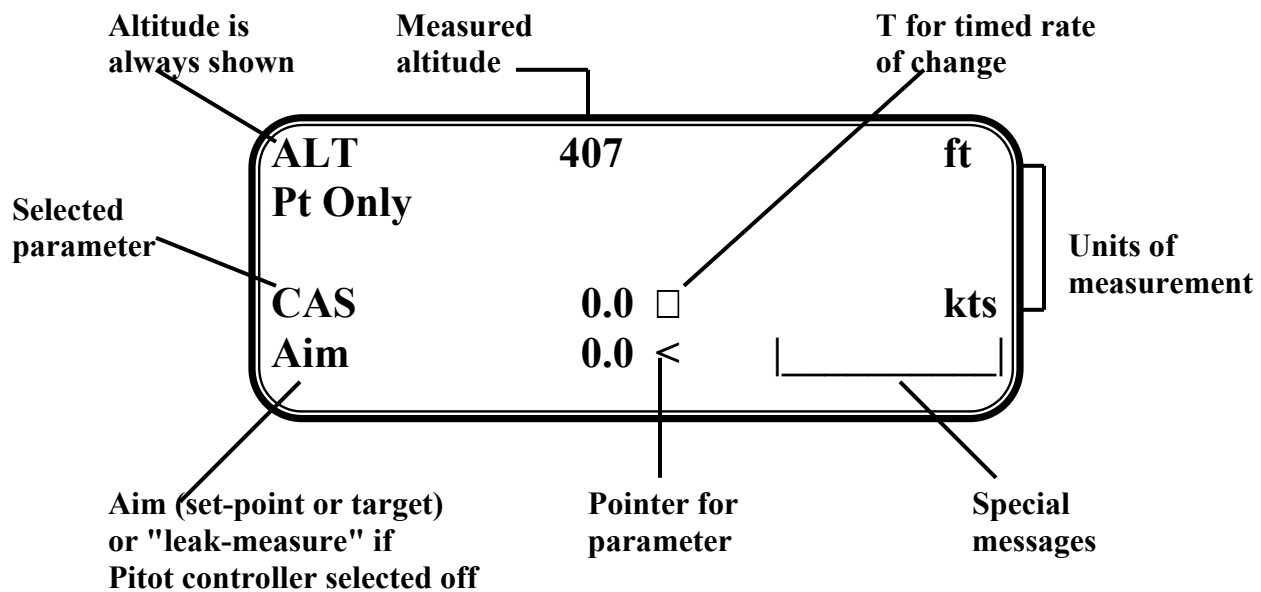 Altitude is
always shown
Measured
altitude
T for timed rate
of change
ALT 407 ft
Pt Only
Selected
parameter
Units of
measurement
CAS 0.0 □ kts
Aim 0.0 < |__________|
Aim (set-point or target)
or "leak-measure" if
Pitot controller selected off
Pointer for
parameter
Special
messages